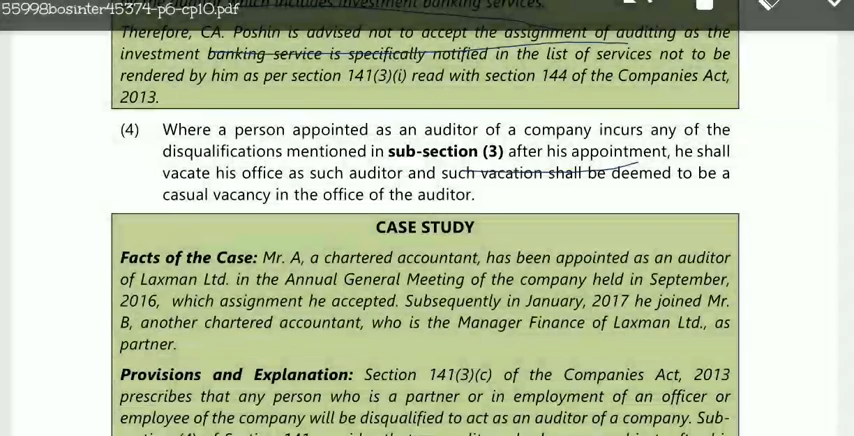 55998bosinter45374-p6-cp10.pdf
which includes investment banking services.
Therefore, CA. Poshin is advised not to accept the assignment of auditing as the
investment banking service is specifically notified in the list of services not to be
rendered by him as per section 141(3)(i) read with section 144 of the Companies Act,
2013.
(4) Where a person appointed as an auditor of a company incurs any of the
disqualifications mentioned in sub-section (3) after his appointment, he shall
vacate his office as such auditor and such vacation shall be deemed to be a
casual vacancy in the office of the auditor.
CASE STUDY
Facts of the Case: Mr. A, a chartered accountant, has been appointed as an auditor
of Laxman Ltd. in the Annual General Meeting of the company held in September,
2016, which assignment he accepted. Subsequently in January, 2017 he joined Mr.
B, another chartered accountant, who is the Manager Finance of Laxman Ltd., as
partner.
Provisions and Explanation: Section 141(3)(c) of the Companies Act, 2013
prescribes that any person who is a partner or in employment of an officer or
employee of the company will be disqualified to act as an auditor of a company. Sub-